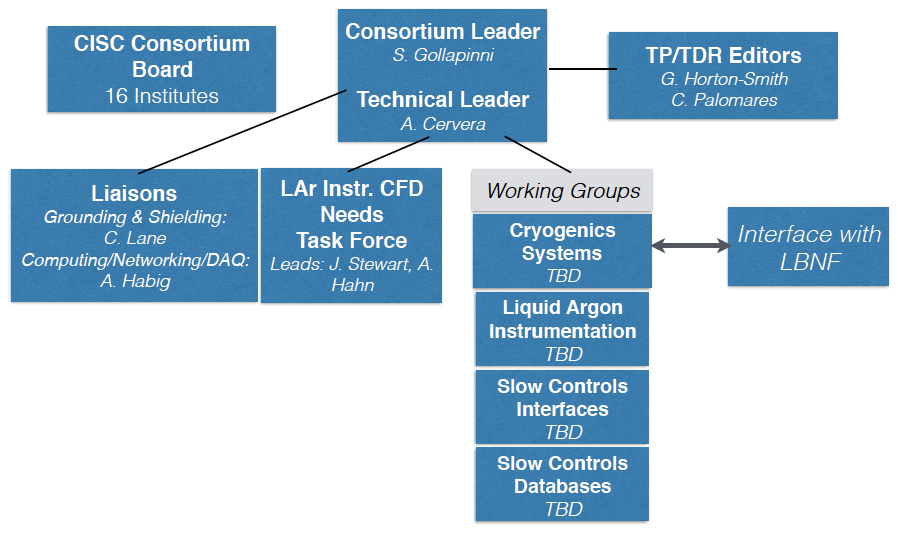 CISC Consortium
Board
16 Institutes
Consortium Leader
S. Gollapinni
Technical Leader
A. Cervera
TP/TDR Editors
G. Horton-Smith
C. Palomares
Liaisons
Grounding & Shielding:
C. Lane
Computing/Networking/DAQ:
A. Habig
LAr Instr. CFD
Needs
Task Force
Leads: J. Stewart, A.
Hahn
Working Groups
Cryogenics
Systems
TBD
Interface with
LBNF
Liquid Argon
Instrumentation
TBD
Slow Controls
Interfaces
TBD
Slow Controls
Databases
TBD